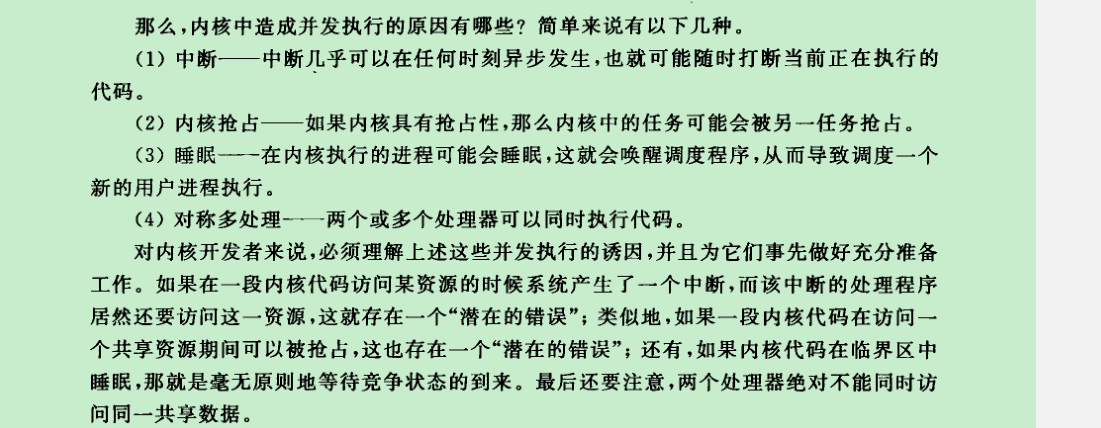 那么,内核中造成并发执行的原因有哪些? 简单来说有以下几种。
(1) 中断——中断几乎可以在任何时刻异步发生,也就可能随时打断当前正在执行的
代码。
(2) 内核抢占——如果内核具有抢占性,那么内核中的任务可能会被另一任务抢占。
(3) 睡眠——在内核执行的进程可能会睡眠,这就会唤醒调度程序,从而导致调度一个
新的用户进程执行。
(4) 对称多处理——两个或多个处理器可以同时执行代码。
对内核开发者来说,必须理解上述这些并发执行的诱因,并且为它们事先做好充分准备
工作。如果在一段内核代码访问某资源的时候系统产生了一个中断,而该中断的处理程序
居然还要访问这一资源,这就存在一个“潜在的错误”; 类似地,如果一段内核代码在访问一
个共享资源期间可以被抢占,这也存在一个“潜在的错误”; 还有,如果内核代码在临界区中
睡眠,那就是毫无原则地等待竞争状态的到来。最后还要注意,两个处理器绝对不能同时访
问同一共享数据。